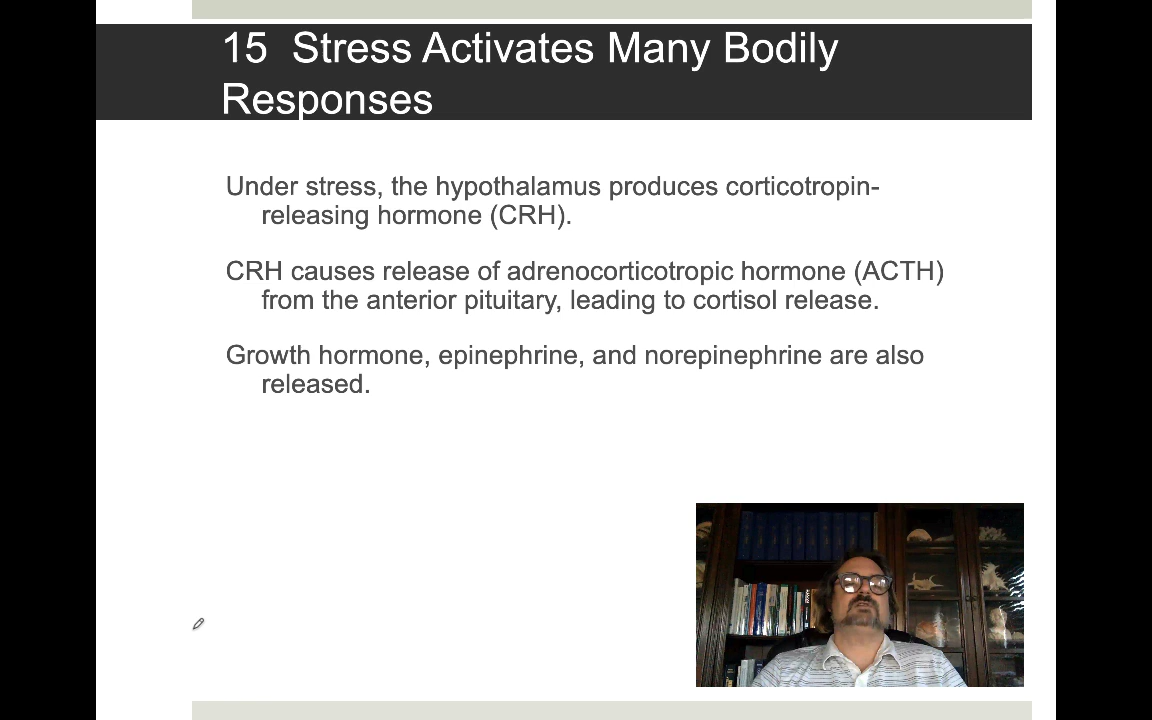 15  Stress Activates Many Bodily
Responses
Under stress, the hypothalamus produces corticotropin-
releasing hormone (CRH).
CRH causes release of adrenocorticotropic hormone (ACTH)
from the anterior pituitary, leading to cortisol release.
Growth hormone, epinephrine, and norepinephrine are also
released.